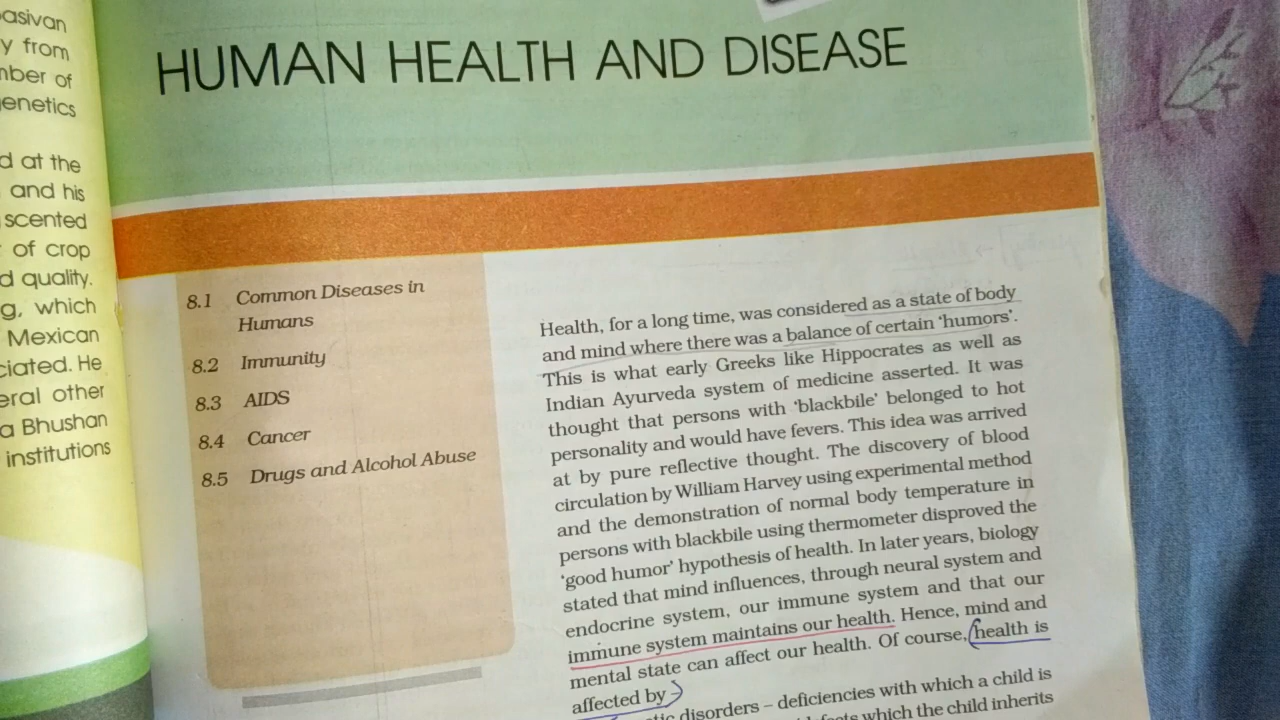 asivan
y from
nber of
enetics
d at the
and his
scented
of crop
d quality.
g, which
Mexican
ciated. He
eral other
a Bhushan
institutions
HUMAN HEALTH AND DISEASE
8.1 Common Diseases in
Humans
8.2 Immunity
8.3 AIDS
8.4 Cancer
8.5 Drugs and Alcohol Abuse
Health, for a long time, was considered as a state of body
and mind where there was a balance of certain ‘humors’.
This is what early Greeks like Hippocrates as well as
Indian Ayurveda system of medicine asserted. It was
thought that persons with ‘blackbile’ belonged to hot
personality and would have fevers. This idea was arrived
at by pure reflective thought. The discovery of blood
circulation by William Harvey using experimental method
and the demonstration of normal body temperature in
persons with blackbile using thermometer disproved the
‘good humor’ hypothesis of health. In later years, biology
stated that mind influences, through neural system and
endocrine system, our immune system and that our
immune system maintains our health. Hence, mind and
mental state can affect our health. Of course, health is
affected by –
tic disorders – deficiencies with which a child is
fects which the child inherits